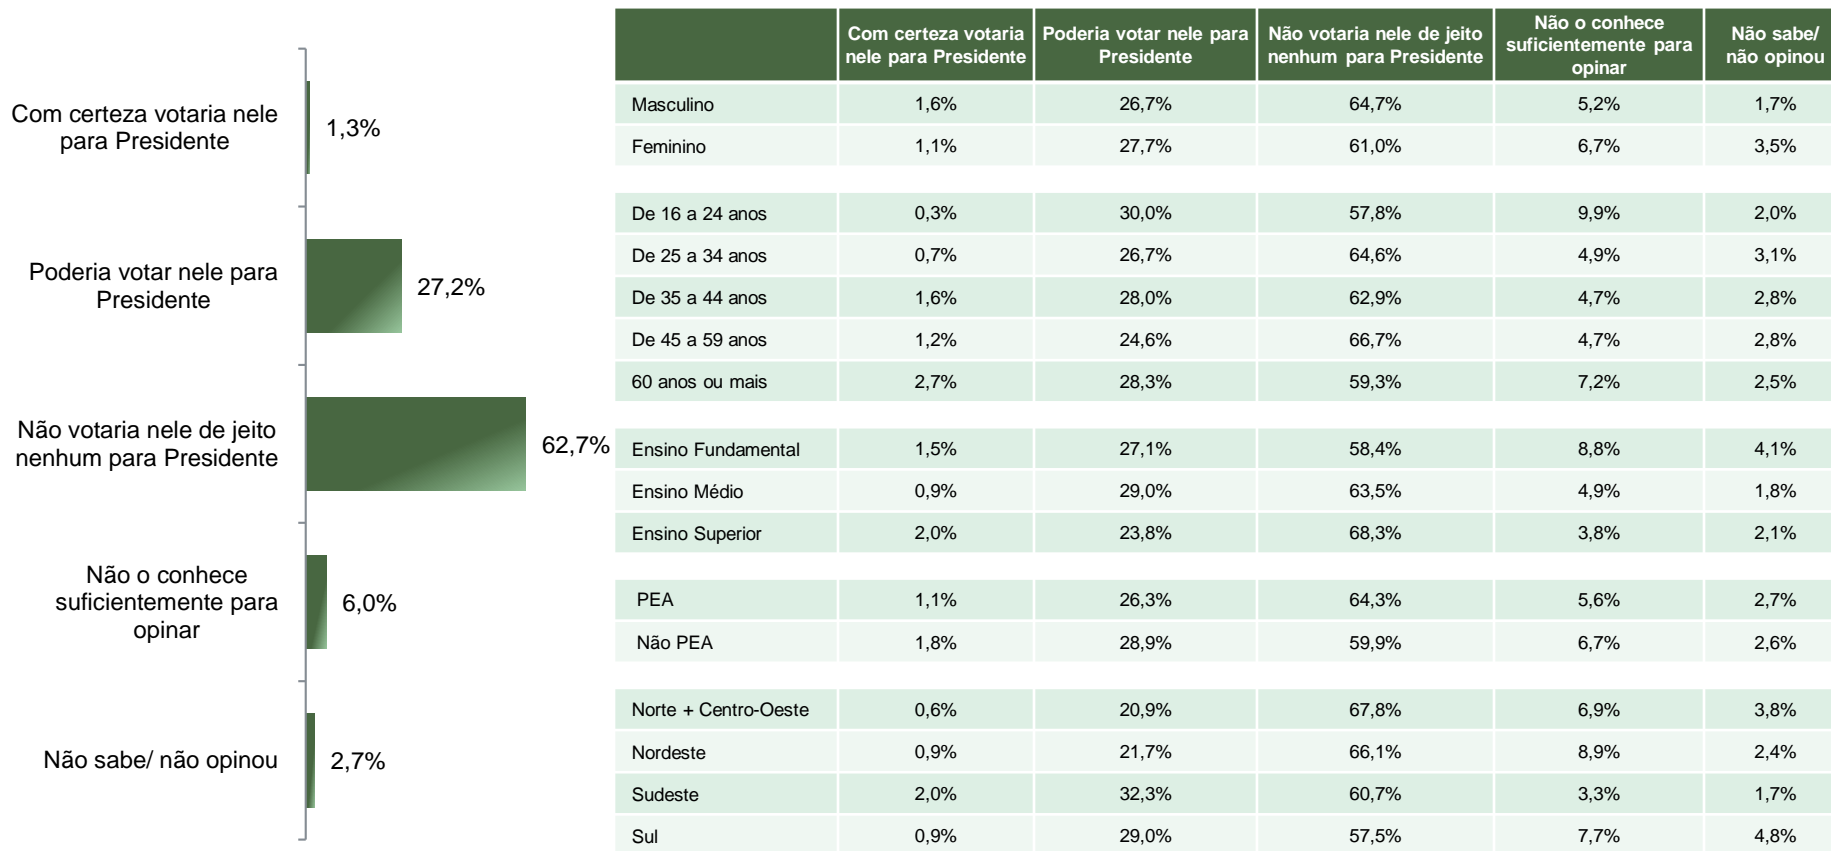 Com certeza votaria nele
para Presidente
1,3%
Poderia votar nele para
Presidente
27,2%
Não votaria nele de jeito
nenhum para Presidente
62,7%
Não o conhece
suficientemente para
opinar
6,0%
Não sabe/ não opinou
2,7%
Com certeza votaria
nele para Presidente
Poderia votar nele para
Presidente
Não votaria nele de jeito
nenhum para Presidente
Não o conhece
suficientemente para
opinar
Não sabe/
não opinou
Masculino 1,6% 26,7% 64,7% 5,2% 1,7%
Feminino 1,1% 27,7% 61,0% 6,7% 3,5%
De 16 a 24 anos 0,3% 30,0% 57,8% 9,9% 2,0%
De 25 a 34 anos 0,7% 26,7% 64,6% 4,9% 3,1%
De 35 a 44 anos 1,6% 28,0% 62,9% 4,7% 2,8%
De 45 a 59 anos 1,2% 24,6% 66,7% 4,7% 2,8%
60 anos ou mais 2,7% 28,3% 59,3% 7,2% 2,5%
Ensino Fundamental 1,5% 27,1% 58,4% 8,8% 4,1%
Ensino Médio 0,9% 29,0% 63,5% 4,9% 1,8%
Ensino Superior 2,0% 23,8% 68,3% 3,8% 2,1%
PEA 1,1% 26,3% 64,3% 5,6% 2,7%
Não PEA 1,8% 28,9% 59,9% 6,7% 2,6%
Norte + Centro-Oeste 0,6% 20,9% 67,8% 6,9% 3,8%
Nordeste 0,9% 21,7% 66,1% 8,9% 2,4%
Sudeste 2,0% 32,3% 60,7% 3,3% 1,7%
Sul 0,9% 29,0% 57,5% 7,7% 4,8%